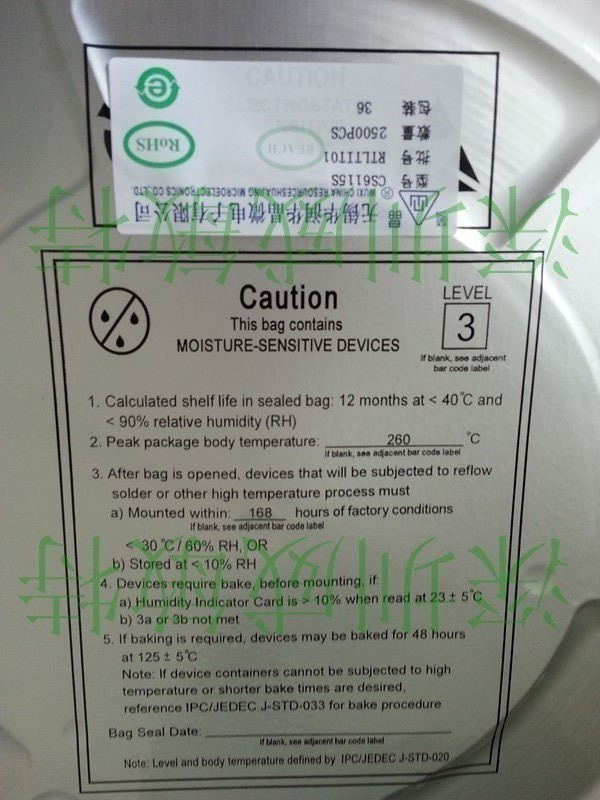 无锡华润华晶微电子有限公司
WUXI CHINA RESOURCES HUAJING MICROELECTRONICS CO.,LTD
型 号 CS6115S
批 号 RTLTIT01
数 量 2500PCS
包 装 36
RoHS
REACH
e
CAUTION
Caution
This bag contains
MOISTURE-SENSITIVE DEVICES
LEVEL
3
If blank, see adjacent
bar code label
1. Calculated shelf life in sealed bag: 12 months at < 40℃ and
< 90% relative humidity (RH)
2. Peak package body temperature: 260 ℃
If blank, see adjacent bar code label
3. After bag is opened, devices that will be subjected to reflow
solder or other high temperature process must
a) Mounted within: 168 hours of factory conditions
If blank, see adjacent bar code label
< 30 ℃/ 60% RH, OR
b) Stored at < 10% RH
4. Devices require bake, before mounting, if:
a) Humidity Indicator Card is > 10% when read at 23 ± 5℃
b) 3a or 3b not met
5. If baking is required, devices may be baked for 48 hours
at 125 ± 5℃
Note: If device containers cannot be subjected to high
temperature or shorter bake times are desired,
reference IPC/JEDEC J-STD-033 for bake procedure
Bag Seal Date:
If blank, see adjacent bar code label
Note: Level and body temperature defined by IPC/JEDEC J-STD-020